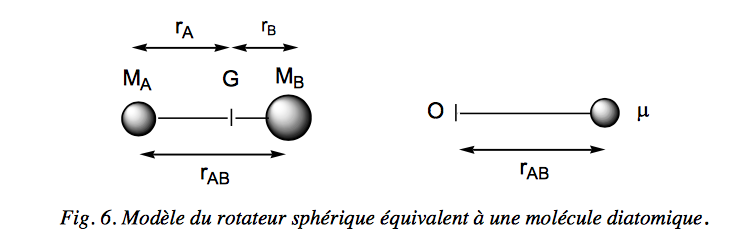 rA rB
MA G MB
O μ
rAB rAB
Fig. 6. Modèle du rotateur sphérique équivalent à une molécule diatomique.